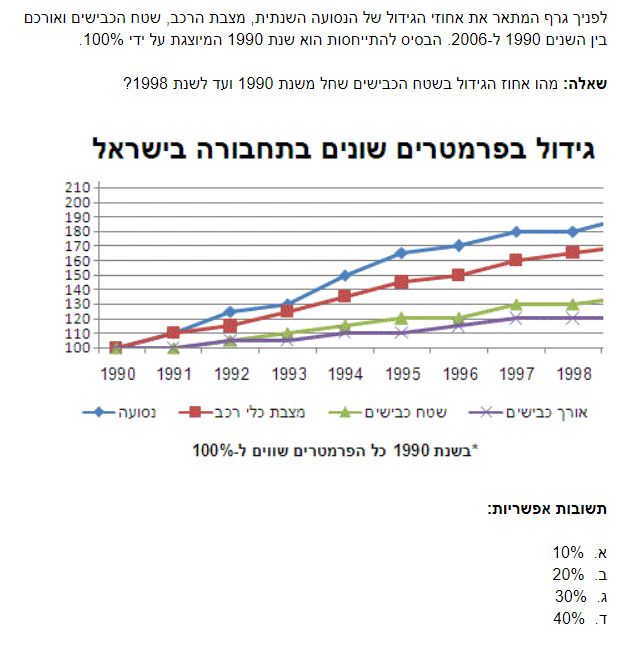 לפניך גרף המתאר את אחוזי הגידול של הנסועה השנתית, מצבת הרכב, שטח הכבישים ואורכם
בין השנים 1990 ל-2006. הבסיס להתייחסות הוא שנת 1990 המיוצגת על ידי 100%.
שאלה: מהו אחוז הגידול בשטח הכבישים שחל משנת 1990 ועד לשנת 1998?
גידול בפרמטרים שונים בתחבורה בישראל
210
200
190
180
170
160
150
140
130
120
110
100
1990 1991 1992 1993 1994 1995 1996 1997 1998
נסועה מצבת כלי רכב שטח כבישים אורך כבישים
*בשנת 1990 כל הפרמטרים שווים ל-100%
תשובות אפשריות:
א. 10%
ב. 20%
ג. 30%
ד. 40%